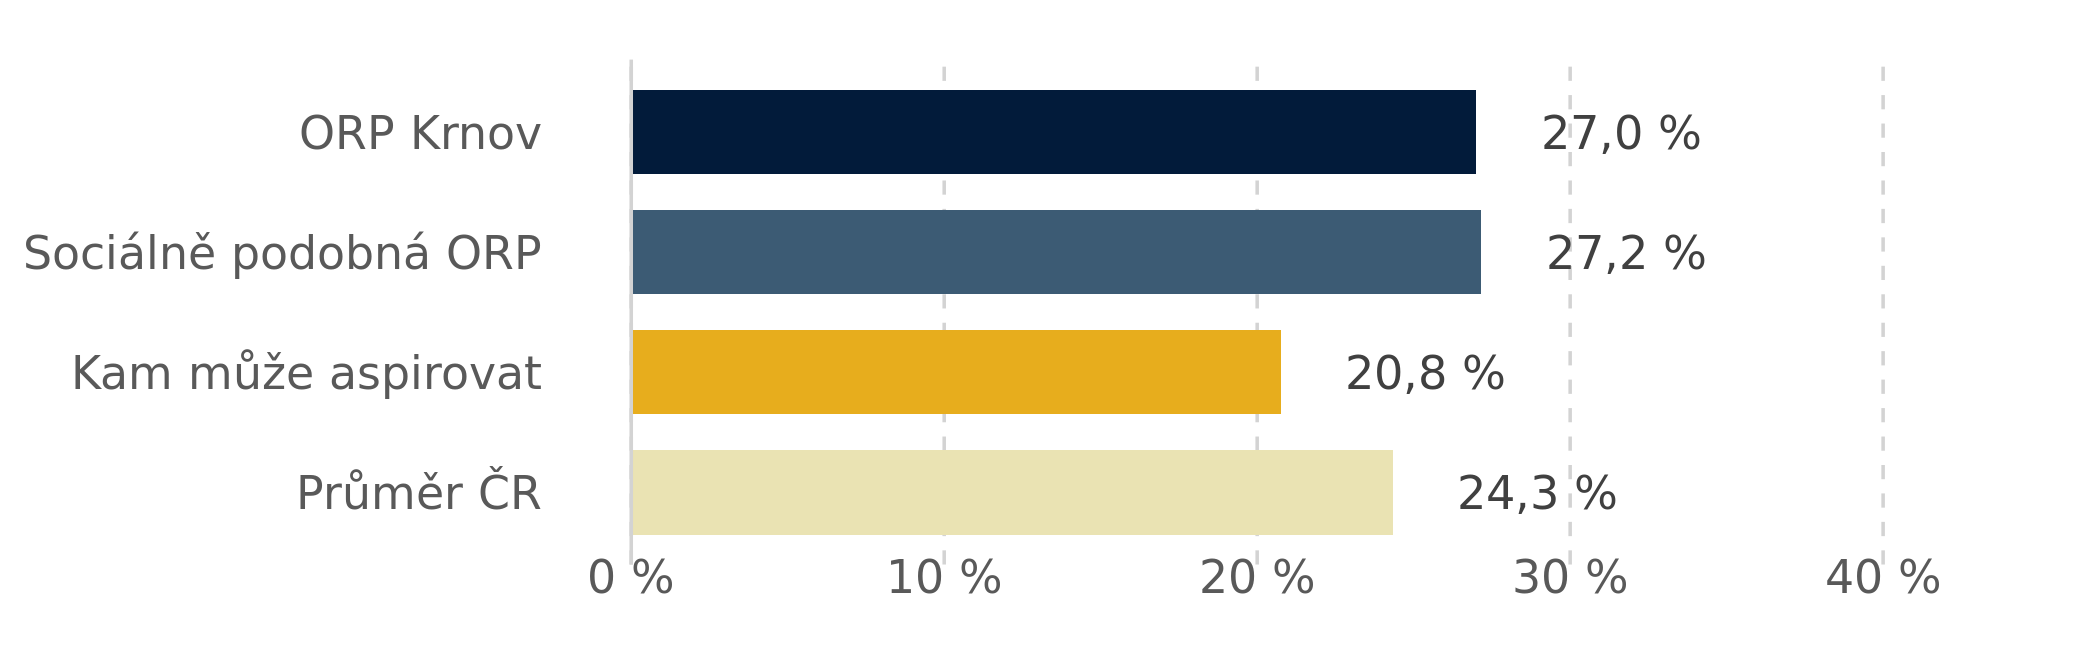 ORP Krnov 27,0 %
Sociálně podobná ORP 27,2 %
Kam může aspirovat 20,8 %
Průměr ČR 24,3 %
0 % 10 % 20 % 30 % 40 %